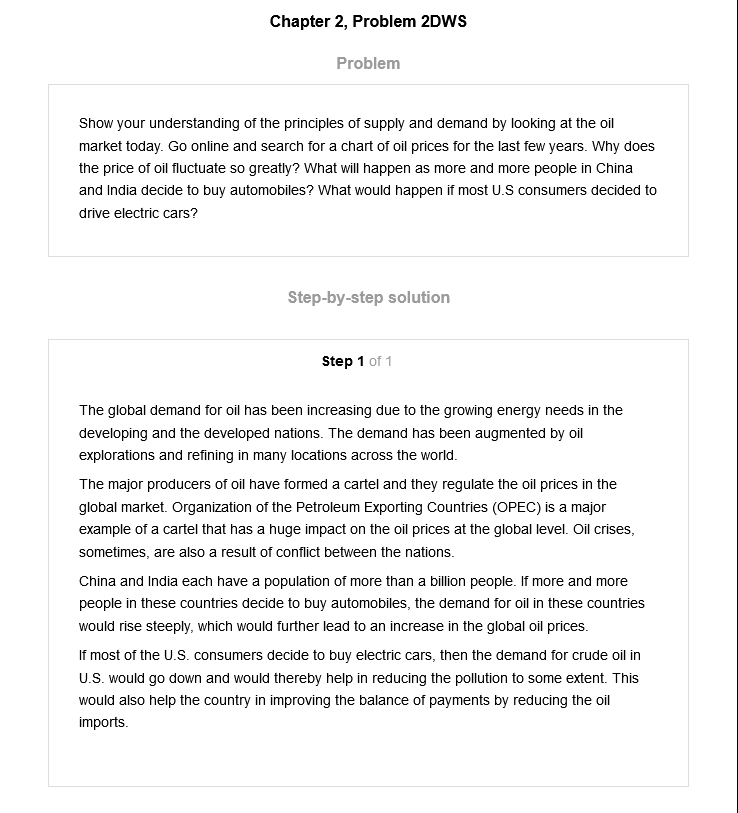 Chapter 2, Problem 2DWS
Problem
Show your understanding of the principles of supply and demand by looking at the oil
market today. Go online and search for a chart of oil prices for the last few years. Why does
the price of oil fluctuate so greatly? What will happen as more and more people in China
and India decide to buy automobiles? What would happen if most U.S consumers decided to
drive electric cars?
Step-by-step solution
Step 1 of 1
The global demand for oil has been increasing due to the growing energy needs in the
developing and the developed nations. The demand has been augmented by oil
explorations and refining in many locations across the world.
The major producers of oil have formed a cartel and they regulate the oil prices in the
global market. Organization of the Petroleum Exporting Countries (OPEC) is a major
example of a cartel that has a huge impact on the oil prices at the global level. Oil crises,
sometimes, are also a result of conflict between the nations.
China and India each have a population of more than a billion people. If more and more
people in these countries decide to buy automobiles, the demand for oil in these countries
would rise steeply, which would further lead to an increase in the global oil prices.
If most of the U.S. consumers decide to buy electric cars, then the demand for crude oil in
U.S. would go down and would thereby help in reducing the pollution to some extent. This
would also help the country in improving the balance of payments by reducing the oil
imports.